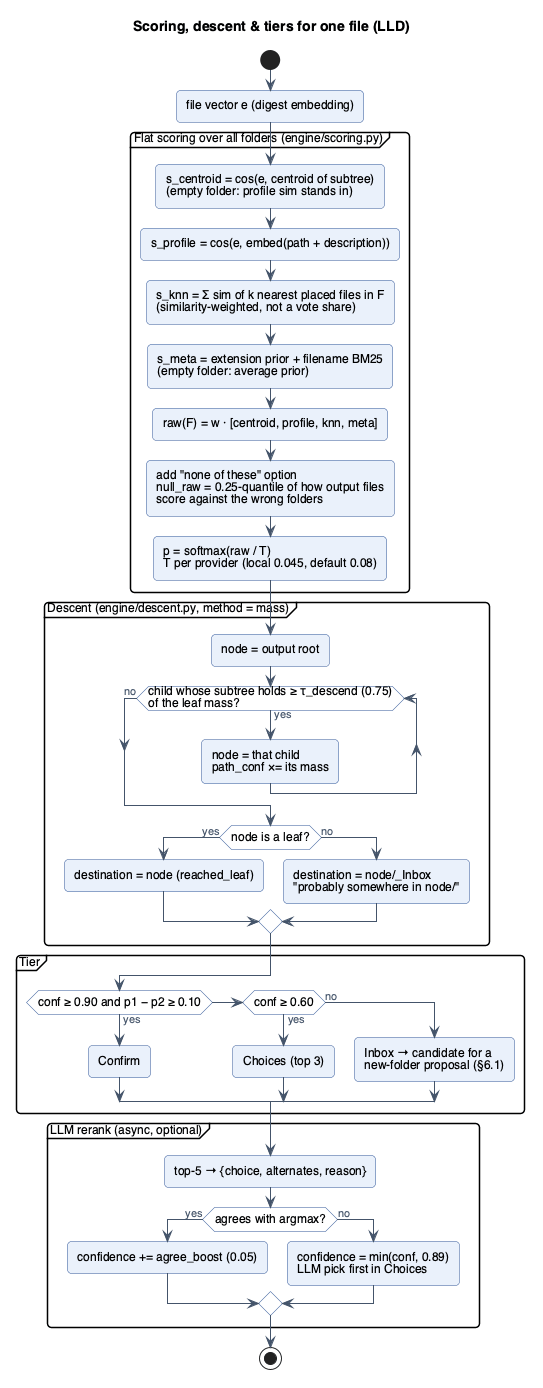 Scoring, descent & tiers for one file (LLD)
file vector e (digest embedding)
Flat scoring over all folders (engine/scoring.py)
s_centroid = cos(e, centroid of subtree)
(empty folder: profile sim stands in)
s_profile = cos(e, embed(path + description))
s_knn = Σ sim of k nearest placed files in F
(similarity-weighted, not a vote share)
s_meta = extension prior + filename BM25
(empty folder: average prior)
raw(F) = w · [centroid, profile, knn, meta]
add "none of these" option
null_raw = 0.25-quantile of how output files
score against the wrong folders
p = softmax(raw / T)
T per provider (local 0.045, default 0.08)
Descent (engine/descent.py, method = mass)
node = output root
no
child whose subtree holds ≥ τ_descend (0.75)
of the leaf mass?
yes
node = that child
path_conf ×= its mass
yes
node is a leaf?
no
destination = node (reached_leaf)
destination = node/_Inbox
"probably somewhere in node/"
Tier
conf ≥ 0.90 and p1 − p2 ≥ 0.10
conf ≥ 0.60
no
yes
yes
Confirm
Choices (top 3)
Inbox → candidate for a
new-folder proposal (§6.1)
LLM rerank (async, optional)
top-5 → {choice, alternates, reason}
yes
agrees with argmax?
no
confidence += agree_boost (0.05)
confidence = min(conf, 0.89)
LLM pick first in Choices